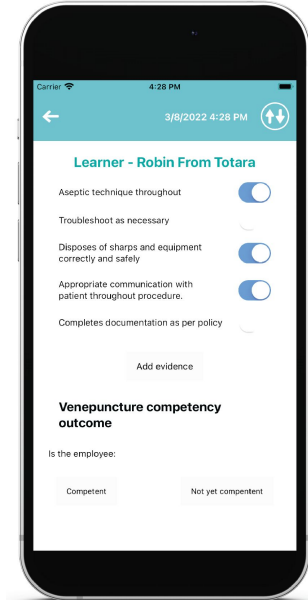 Carrier 4:28 PM
3/8/2022 4:28 PM
Learner - Robin From Totara
Aseptic technique throughout
Troubleshoot as necessary
Disposes of sharps and equipment
correctly and safely
Appropriate communication with
patient throughout procedure.
Completes documentation as per policy
Add evidence
Venepuncture competency
outcome
Is the employee:
Competent Not yet compentent